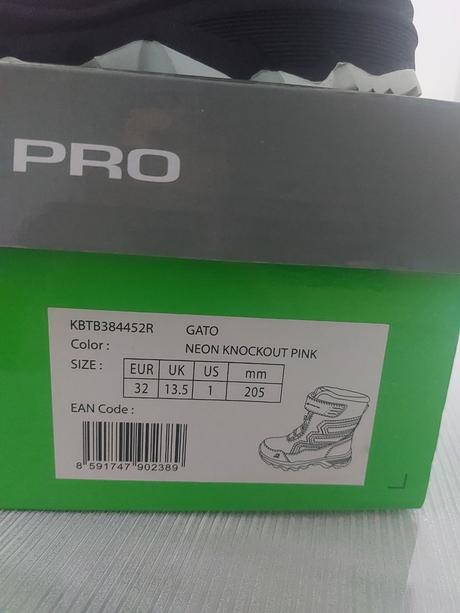 PRO
KBTB384452R GATO
Color : NEON KNOCKOUT PINK
SIZE : EUR UK US mm
32 13.5 1 205
EAN Code :
8 591747 902389